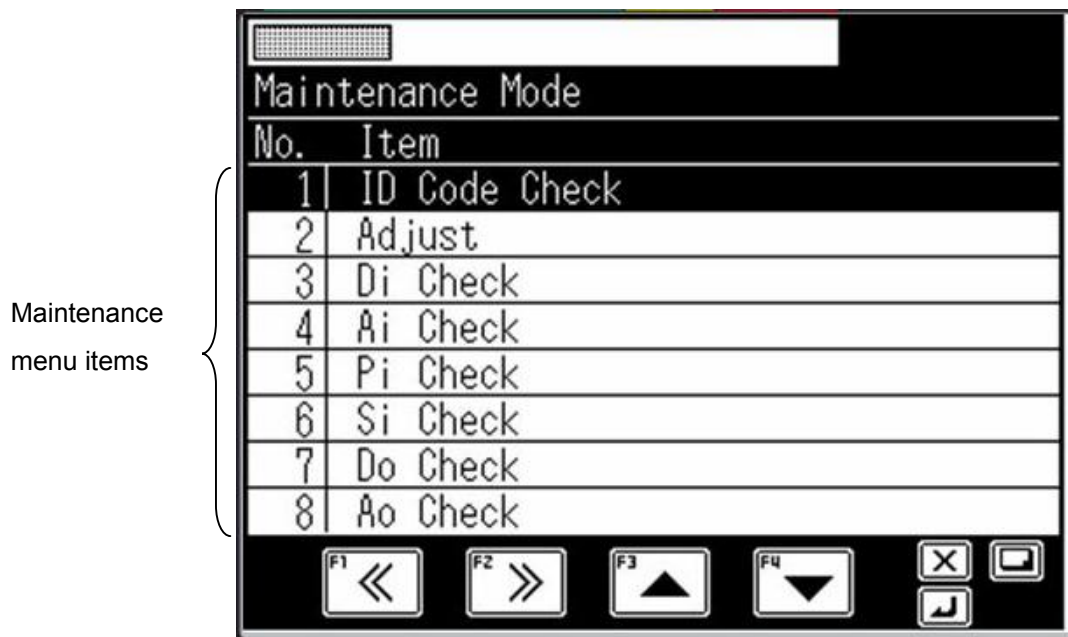 Maintenance Mode
No. Item
1 ID Code Check
2 Adjust
3 Di Check
4 Ai Check
5 Pi Check
6 Si Check
7 Do Check
8 Ao Check
Maintenance
menu items
F1 F2 F3 F4